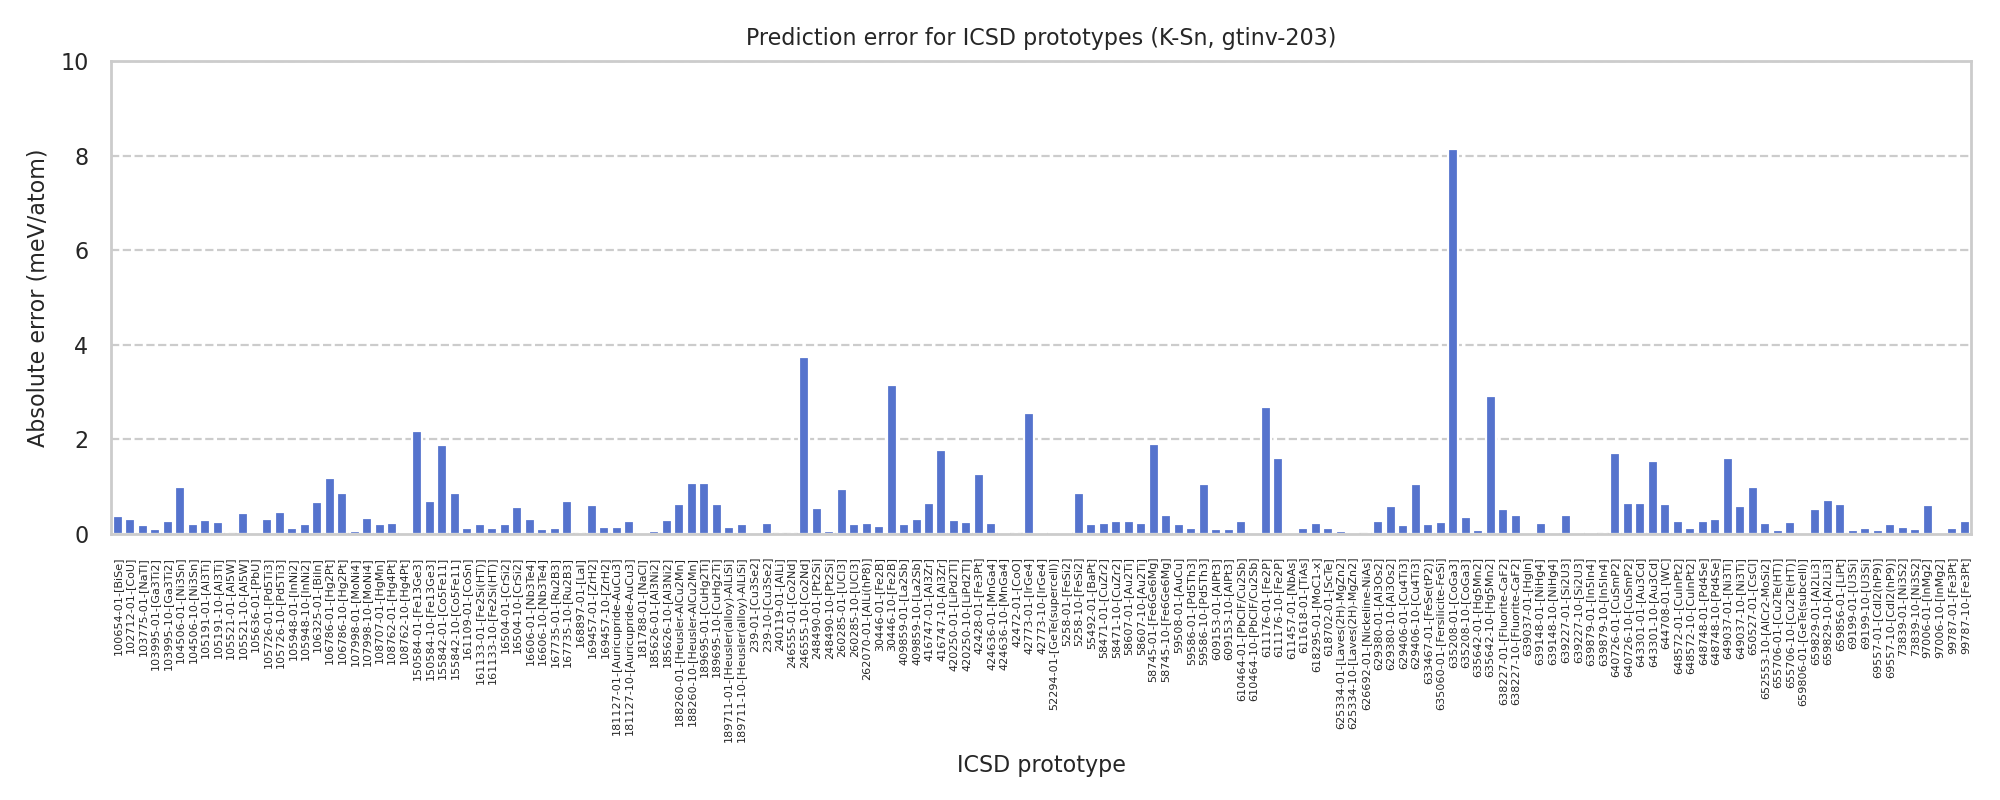 Prediction error for ICSD prototypes (K-Sn, gtinv-203)
Absolute error (meV/atom)
10
8
6
4
2
0
100654-01-[BiSe]
102712-01-[CoU]
103775-01-[NaTl]
103995-01-[Ga3Ti2]
103995-10-[Ga3Ti2]
104506-01-[Ni3Sn]
104506-10-[Ni3Sn]
105191-01-[Al3Ti]
105191-10-[Al3Ti]
105521-01-[Al5W]
105521-10-[Al5W]
105636-01-[PbU]
105726-01-[Pd5Ti3]
105726-10-[Pd5Ti3]
105948-01-[InNi2]
105948-10-[InNi2]
106325-01-[BiIn]
106786-01-[Hg2Pt]
106786-10-[Hg2Pt]
107998-01-[MoNi4]
107998-10-[MoNi4]
108707-01-[HgMn]
108762-01-[Hg4Pt]
108762-10-[Hg4Pt]
150584-01-[Fe13Ge3]
150584-10-[Fe13Ge3]
155842-01-[Co5Fe11]
155842-10-[Co5Fe11]
161109-01-[CoSn]
161133-01-[Fe2Si(HT)]
161133-10-[Fe2Si(HT)]
16504-01-[CrSi2]
16504-10-[CrSi2]
166006-01-[Nb3Te4]
166006-10-[Nb3Te4]
167735-01-[Ru2B3]
167735-10-[Ru2B3]
168897-01-[LaI]
169457-01-[ZrH2]
169457-10-[ZrH2]
181127-01-[Auricupride-AuCu3]
181127-10-[Auricupride-AuCu3]
181788-01-[NaCl]
185626-01-[Al3Ni2]
185626-10-[Al3Ni2]
188260-01-[Heusler-AlCu2Mn]
188260-10-[Heusler-AlCu2Mn]
189695-01-[CuHg2Ti]
189695-10-[CuHg2Ti]
189711-01-[Heusler(alloy)-AlLiSi]
189711-10-[Heusler(alloy)-AlLiSi]
239-01-[Cu3Se2]
239-10-[Cu3Se2]
240119-01-[AlLi]
246555-01-[Co2Nd]
246555-10-[Co2Nd]
248490-01-[Pt2Si]
248490-10-[Pt2Si]
260285-01-[UCl3]
260285-10-[UCl3]
262070-01-[AlLi(hP8)]
30446-01-[Fe2B]
30446-10-[Fe2B]
409859-01-[La2Sb]
409859-10-[La2Sb]
416747-01-[Al3Zr]
416747-10-[Al3Zr]
420250-01-[LiPd2Tl]
420250-10-[LiPd2Tl]
42428-01-[Fe3Pt]
424636-01-[MnGa4]
424636-10-[MnGa4]
42472-01-[CoO]
42773-01-[IrGe4]
42773-10-[IrGe4]
52294-01-[GeTe(supercell)]
5258-01-[FeSi2]
5258-10-[FeSi2]
55492-01-[BaPt]
58471-01-[CuZr2]
58471-10-[CuZr2]
58607-01-[Au2Ti]
58607-10-[Au2Ti]
58745-01-[Fe6Ge6Mg]
58745-10-[Fe6Ge6Mg]
59508-01-[AuCu]
59586-01-[Pd5Th3]
59586-10-[Pd5Th3]
609153-01-[AlPt3]
609153-10-[AlPt3]
610464-01-[PbClF/Cu2Sb]
610464-10-[PbClF/Cu2Sb]
611176-01-[Fe2P]
611176-10-[Fe2P]
611457-01-[NbAs]
611618-01-[TiAs]
618295-01-[MoC1-x]
618702-01-[ScTe]
625334-01-[Laves(2H)-MgZn2]
625334-10-[Laves(2H)-MgZn2]
626692-01-[Nickeline-NiAs]
629380-01-[Al3Os2]
629380-10-[Al3Os2]
629406-01-[Cu4Ti3]
629406-10-[Cu4Ti3]
633467-01-[FeSe(tP2)]
635060-01-[Fersilicite-FeSi]
635208-01-[CoGa3]
635208-10-[CoGa3]
635642-01-[Hg5Mn2]
635642-10-[Hg5Mn2]
638227-01-[Fluorite-CaF2]
638227-10-[Fluorite-CaF2]
639037-01-[HgIn]
639148-01-[NiHg4]
639148-10-[NiHg4]
639227-01-[Si2U3]
639227-10-[Si2U3]
639879-01-[In5In4]
639879-10-[In5In4]
640726-01-[CuSmP2]
640726-10-[CuSmP2]
643301-01-[Au3Cd]
643301-10-[Au3Cd]
644708-01-[WC]
648572-01-[CuInPt2]
648572-10-[CuInPt2]
648748-01-[Pd4Se]
648748-10-[Pd4Se]
649037-01-[Ni3Ti]
649037-10-[Ni3Ti]
650527-01-[CsCl]
652553-10-[AlCr2-MoSi2]
655706-01-[Cu2Te(HT)]
655706-10-[Cu2Te(HT)]
659806-01-[GeTe(subcell)]
659829-01-[Al2Li3]
659829-10-[Al2Li3]
659856-01-[LiPt]
69199-01-[U3Si]
69199-10-[U3Si]
69557-01-[CdI2(hP9)]
69557-10-[CdI2(hP9)]
73839-01-[Ni3S2]
73839-10-[Ni3S2]
97006-01-[InMg2]
97006-10-[InMg2]
99787-01-[Fe3Pt]
99787-10-[Fe3Pt]
ICSD prototype